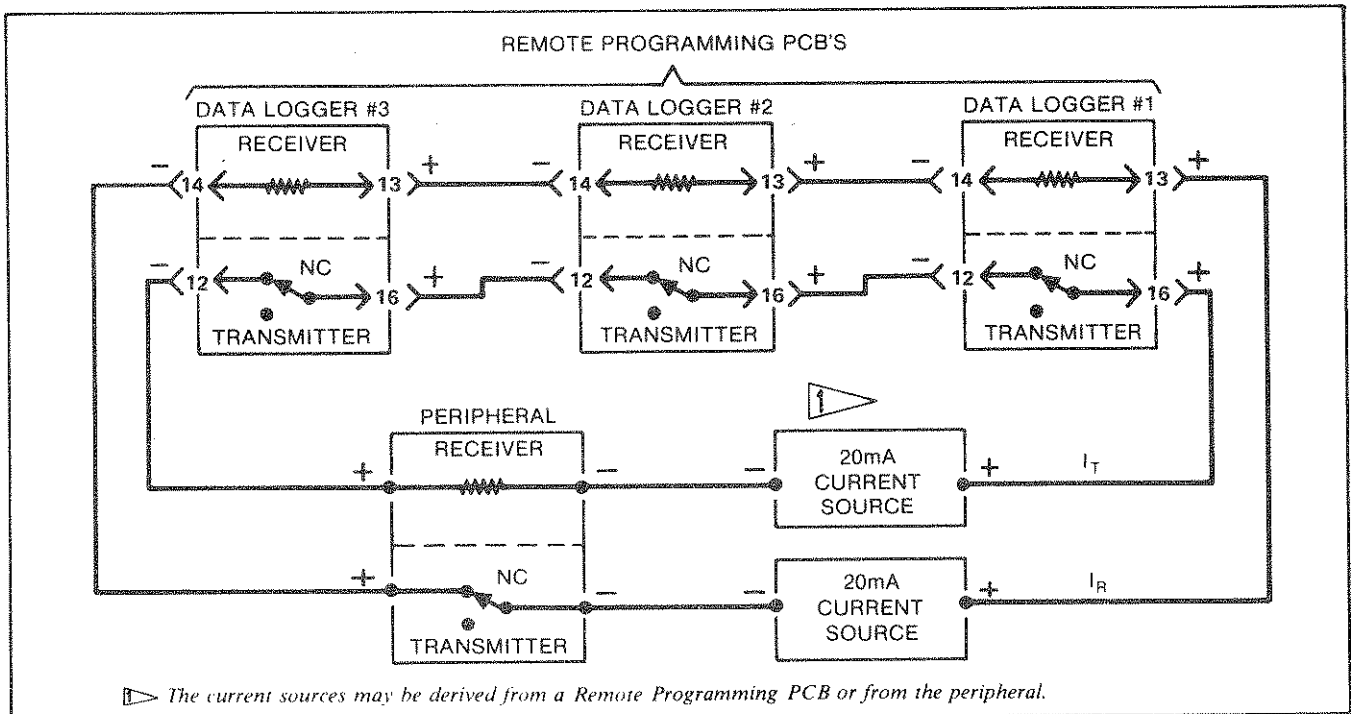 REMOTE PROGRAMMING PCB'S
DATA LOGGER #3 DATA LOGGER #2 DATA LOGGER #1
RECEIVER RECEIVER RECEIVER
− + − + − +
14 13 14 13 14 13
− NC + − NC + − NC +
12 16 12 16 12 16
TRANSMITTER TRANSMITTER TRANSMITTER
1
PERIPHERAL
RECEIVER
+ − − 20mA CURRENT SOURCE + I_T
NC
+ − − 20mA CURRENT SOURCE + I_R
TRANSMITTER
1 The current sources may be derived from a Remote Programming PCB or from the peripheral.